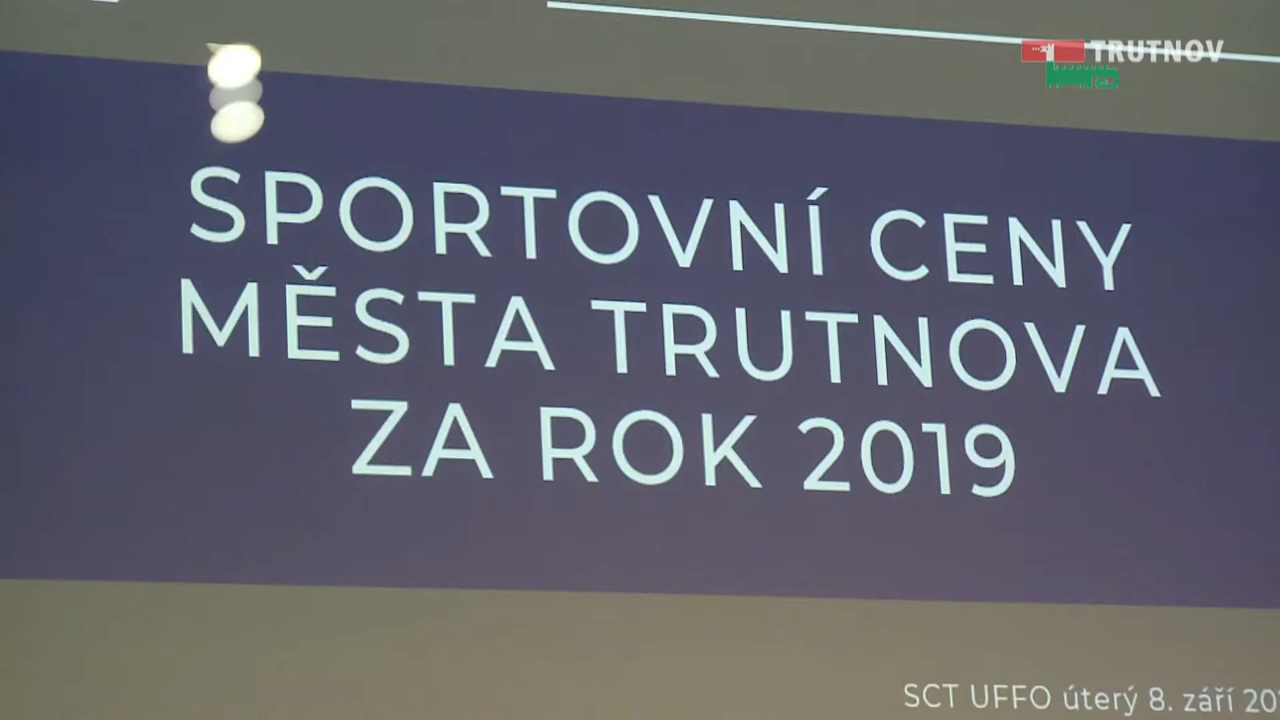 TRUTNOV
SPORTOVNÍ CENY
MĚSTA TRUTNOVA
ZA ROK 2019
SCT UFFO úterý 8. září